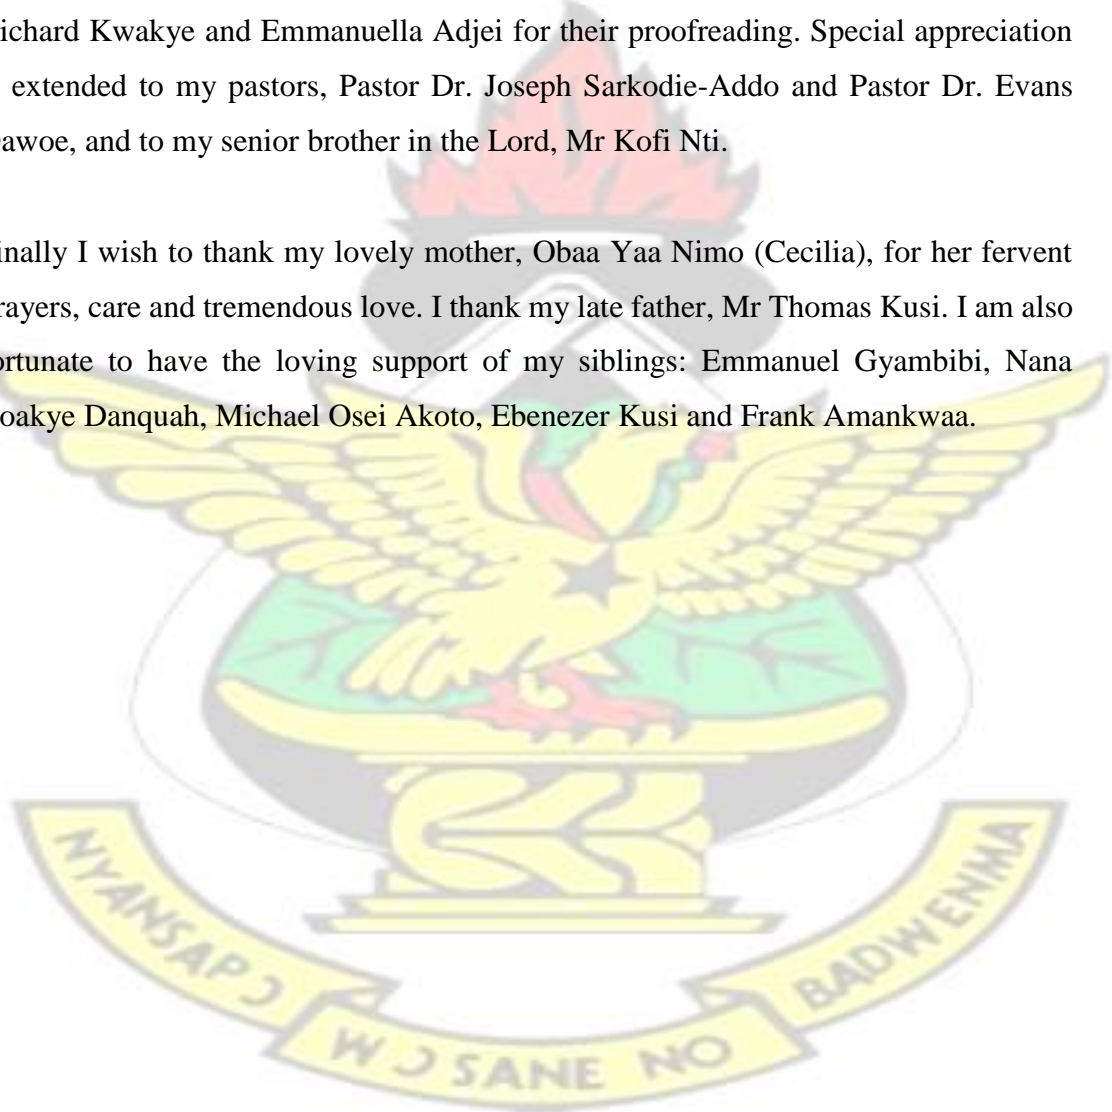 ichard Kwakye and Emmanuella Adjei for their proofreading. Special appreciation
extended to my pastors, Pastor Dr. Joseph Sarkodie-Addo and Pastor Dr. Evans
awoe, and to my senior brother in the Lord, Mr Kofi Nti.
inally I wish to thank my lovely mother, Obaa Yaa Nimo (Cecilia), for her fervent
rayers, care and tremendous love. I thank my late father, Mr Thomas Kusi. I am also
ortunate to have the loving support of my siblings: Emmanuel Gyambibi, Nana
oakye Danquah, Michael Osei Akoto, Ebenezer Kusi and Frank Amankwaa.
NYANSAPƆ
WƆSANE NO
BADWENMA